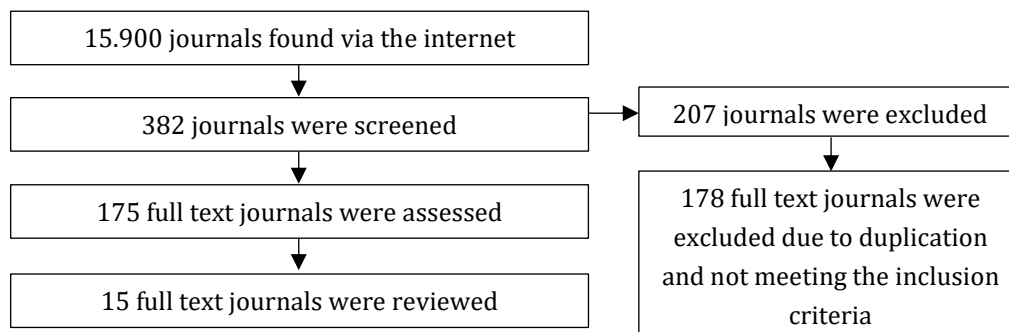 15.900 journals found via the internet
382 journals were screened
207 journals were excluded
175 full text journals were assessed
178 full text journals were
excluded due to duplication
and not meeting the inclusion
criteria
15 full text journals were reviewed